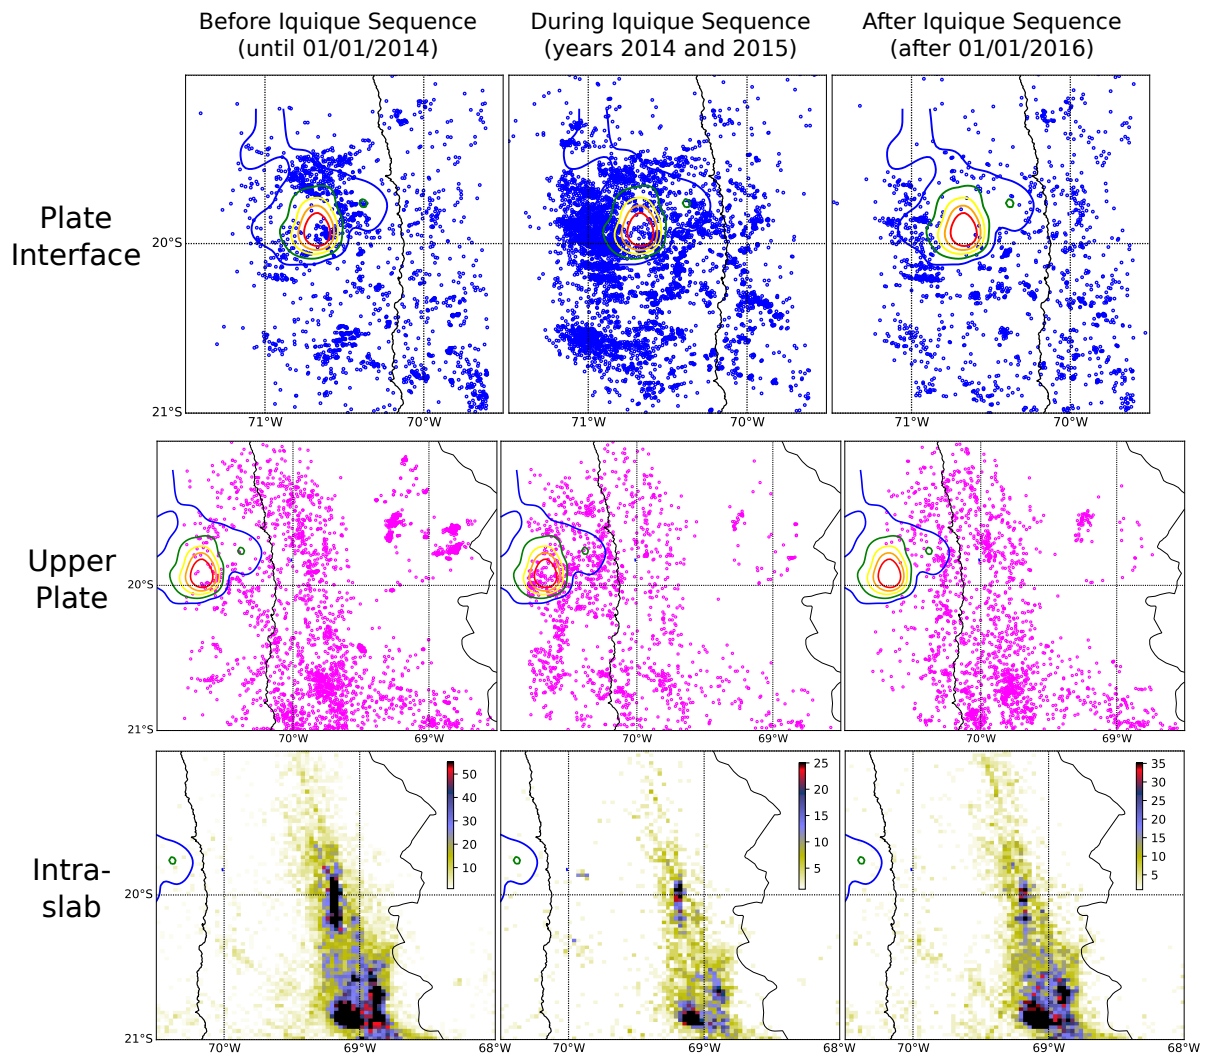 Before Iquique Sequence
(until 01/01/2014)
During Iquique Sequence
(years 2014 and 2015)
After Iquique Sequence
(after 01/01/2016)
Plate
Interface
20°S
21°S
71°W
70°W
71°W
70°W
71°W
70°W
Upper
Plate
20°S
21°S
70°W
69°W
70°W
69°W
70°W
69°W
Intra-
slab
20°S
21°S
50
40
30
20
10
25
20
15
10
5
35
30
25
20
15
10
5
70°W
69°W
68°W
70°W
69°W
68°W
70°W
69°W
68°W